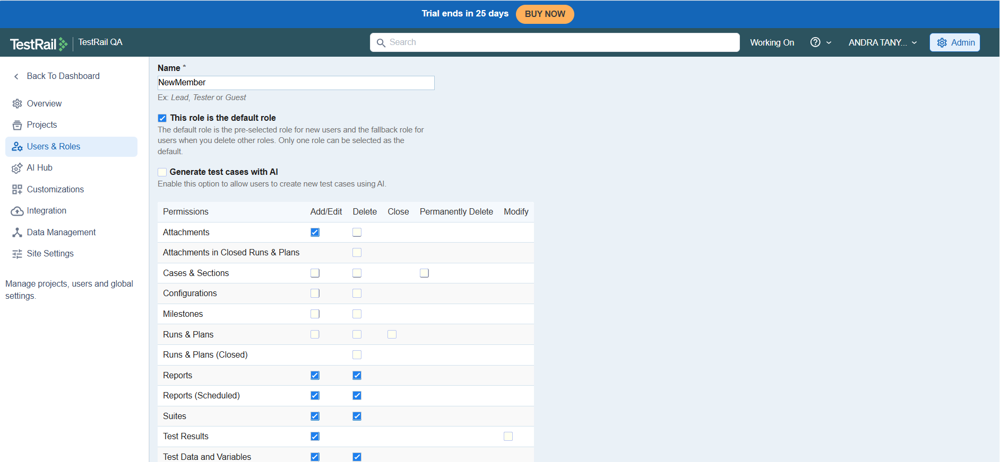 Trial ends in 25 days BUY NOW
TestRail TestRail QA Search Working On ANDRA TANY... Admin
Back To Dashboard
Overview
Projects
Users & Roles
AI Hub
Customizations
Integration
Data Management
Site Settings
Manage projects, users and global
settings.
Name *
NewMember
Ex: Lead, Tester or Guest
This role is the default role
The default role is the pre-selected role for new users and the fallback role for
users when you delete other roles. Only one role can be selected as the
default.
Generate test cases with AI
Enable this option to allow users to create new test cases using AI.
Permissions Add/Edit Delete Close Permanently Delete Modify
Attachments
Attachments in Closed Runs & Plans
Cases & Sections
Configurations
Milestones
Runs & Plans
Runs & Plans (Closed)
Reports
Reports (Scheduled)
Suites
Test Results
Test Data and Variables